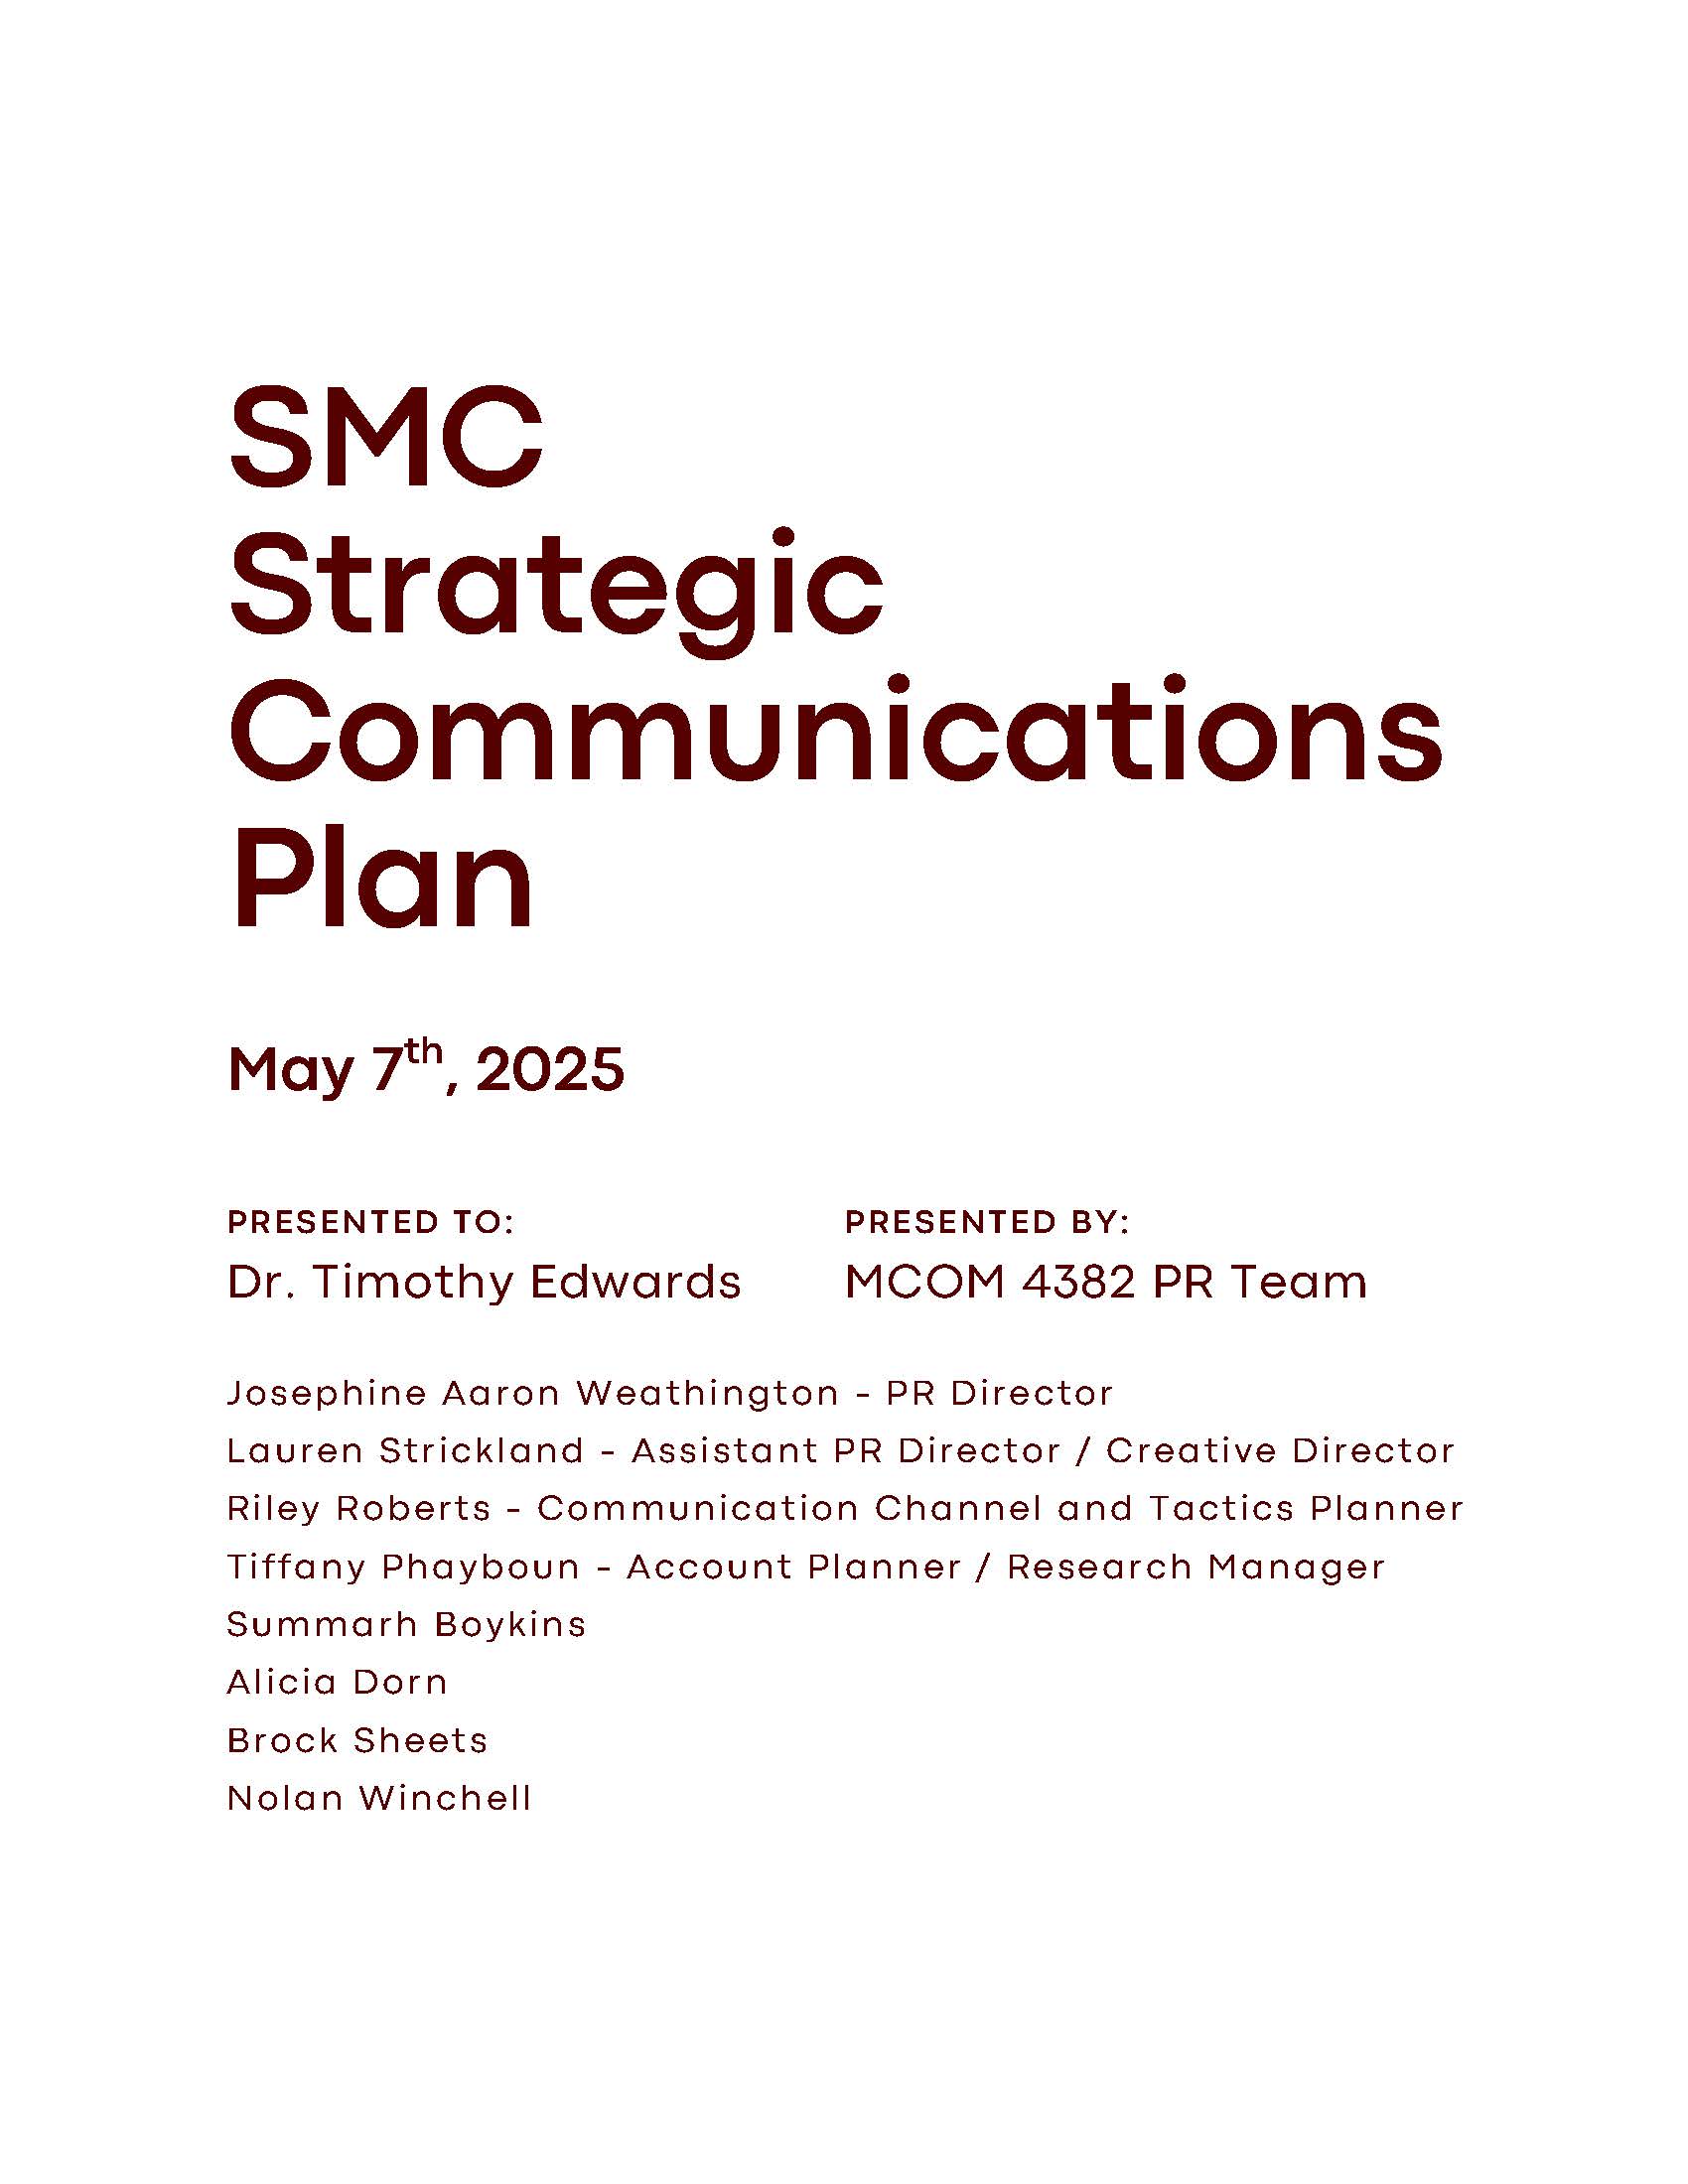 SMC
Strategic
Communications
Plan
May 7th, 2025
PRESENTED TO:
Dr. Timothy Edwards
PRESENTED BY:
MCOM 4382 PR Team
Josephine Aaron Weathington - PR Director
Lauren Strickland - Assistant PR Director / Creative Director
Riley Roberts - Communication Channel and Tactics Planner
Tiffany Phayboun - Account Planner / Research Manager
Summarh Boykins
Alicia Dorn
Brock Sheets
Nolan Winchell